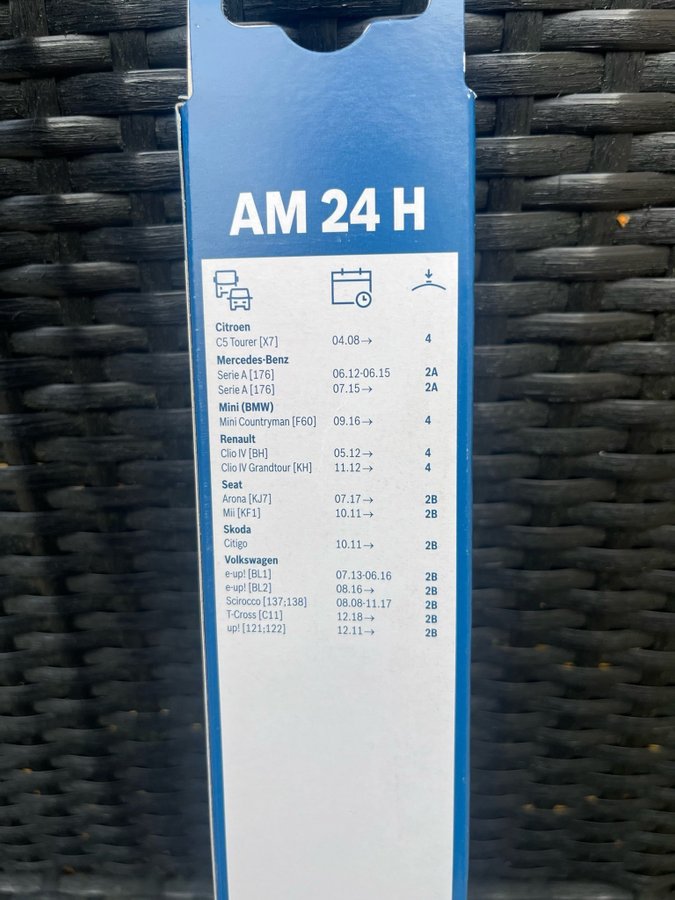 AM 24 H
Citroen
C5 Tourer [X7] 04.08→ 4
Mercedes-Benz
Serie A [176] 06.12-06.15 2A
Serie A [176] 07.15→ 2A
Mini (BMW)
Mini Countryman [F60] 09.16→ 4
Renault
Clio IV [BH] 05.12→ 4
Clio IV Grandtour [KH] 11.12→ 4
Seat
Arona [KJ7] 07.17→ 2B
Mii [KF1] 10.11→ 2B
Skoda
Citigo 10.11→ 2B
Volkswagen
e-up! [BL1] 07.13-06.16 2B
e-up! [BL2] 08.16→ 2B
Scirocco [137;138] 08.08-11.17 2B
T-Cross [C11] 12.18→ 2B
up! [121;122] 12.11→ 2B